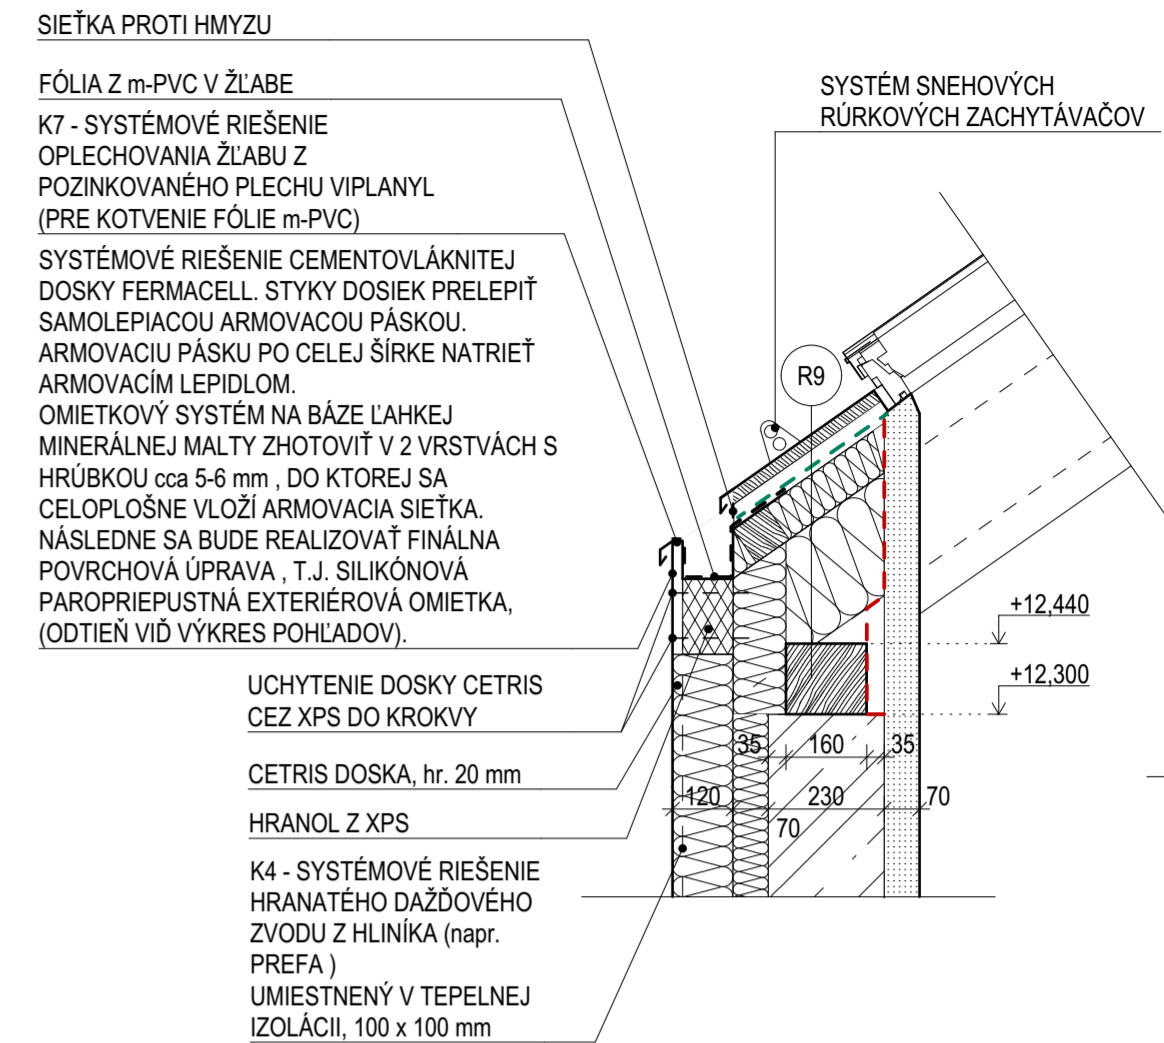 SIEŤKA PROTI HMYZU
FÓLIA Z m-PVC V ŽĽABE
K7 - SYSTÉMOVÉ RIEŠENIE
OPLECHOVANIA ŽĽABU Z
POZINKOVANÉHO PLECHU VIPLANYL
(PRE KOTVENIE FÓLIE m-PVC)
SYSTÉMOVÉ RIEŠENIE CEMENTOVLÁKNITEJ
DOSKY FERMACELL. STYKY DOSIEK PRELEPIŤ
SAMOLEPIACOU ARMOVACOU PÁSKOU.
ARMOVACIU PÁSKU PO CELEJ ŠÍRKE NATRIEŤ
ARMOVACÍM LEPIDLOM.
OMIETKOVÝ SYSTÉM NA BÁZE ĽAHKEJ
MINERÁLNEJ MALTY ZHOTOVIŤ V 2 VRSTVÁCH S
HRÚBKOU cca 5-6 mm , DO KTOREJ SA
CELOPLOŠNE VLOŽÍ ARMOVACIA SIEŤKA.
NÁSLEDNE SA BUDE REALIZOVAŤ FINÁLNA
POVRCHOVÁ ÚPRAVA , T.J. SILIKÓNOVÁ
PAROPRIEPUSTNÁ EXTERIÉROVÁ OMIETKA,
(ODTIEŇ VIĎ VÝKRES POHĽADOV).
UCHYTENIE DOSKY CETRIS
CEZ XPS DO KROKVY
CETRIS DOSKA, hr. 20 mm
HRANOL Z XPS
K4 - SYSTÉMOVÉ RIEŠENIE
HRANATÉHO DAŽĎOVÉHO
ZVODU Z HLINÍKA (napr.
PREFA )
UMIESTNENÝ V TEPELNEJ
IZOLÁCII, 100 x 100 mm
SYSTÉM SNEHOVÝCH
RÚRKOVÝCH ZACHYTÁVAČOV
R9
+12,440
+12,300
35 160 35
120 230 70
70